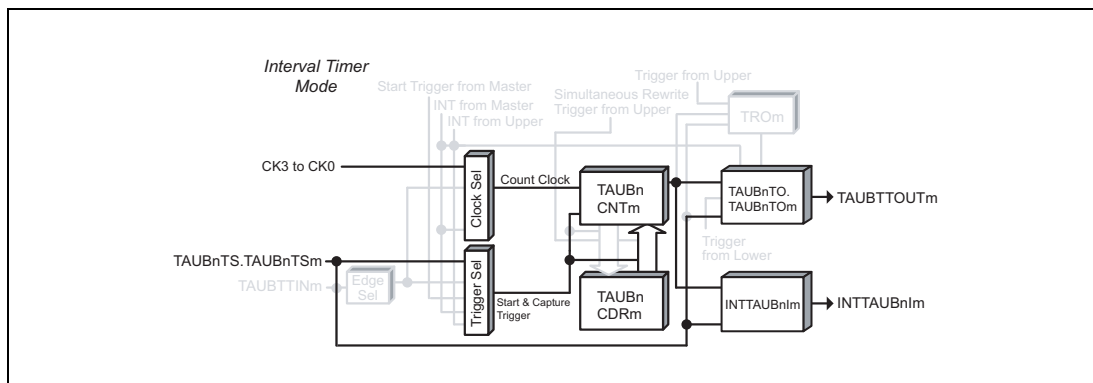 Interval Timer
Mode
Start Trigger from Master
INT from Master
INT from Upper
Simultaneous Rewrite
Trigger from Upper
Trigger from Upper
TROm
CK3 to CK0
Clock Sel
Count Clock
TAUBn
CNTm
TAUBnTO.
TAUBnTOm
TAUBTTOUTm
Trigger
from Lower
TAUBnTS.TAUBnTSm
TAUBTTINm
Edge
Sel
Trigger Sel
Start & Capture
Trigger
TAUBn
CDRm
INTTAUBnIm
INTTAUBnIm